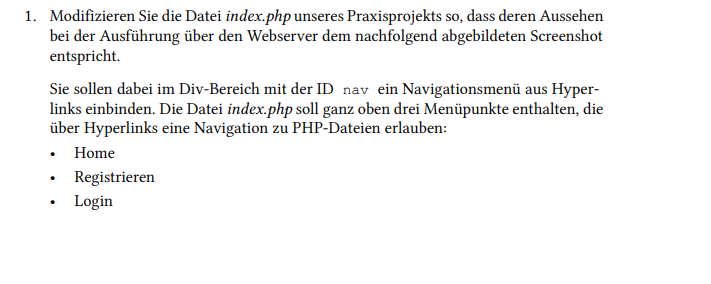 1. Modifizieren Sie die Datei index.php unseres Praxisprojekts so, dass deren Aussehen
bei der Ausführung über den Webserver dem nachfolgend abgebildeten Screenshot
entspricht.
Sie sollen dabei im Div-Bereich mit der ID nav ein Navigationsmenü aus Hyper-
links einbinden. Die Datei index.php soll ganz oben drei Menüpunkte enthalten, die
über Hyperlinks eine Navigation zu PHP-Dateien erlauben:
• Home
• Registrieren
• Login